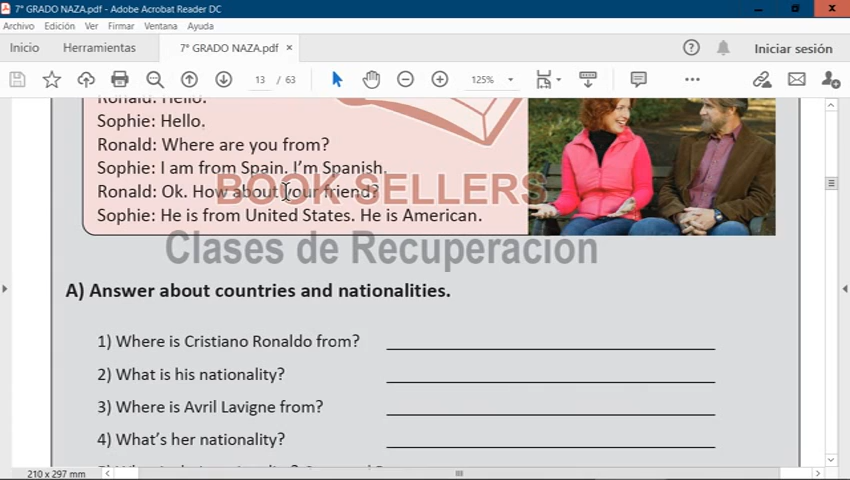 7° GRADO NAZA.pdf - Adobe Acrobat Reader DC
Archivo Edición Ver Firmar Ventana Ayuda
Inicio Herramientas 7° GRADO NAZA.pdf × Iniciar sesión
13 / 63 125%
Ronald: Hello.
Sophie: Hello.
Ronald: Where are you from?
Sophie: I am from Spain. I'm Spanish.
Ronald: Ok. How about your friend?
BOOK SELLERS
Sophie: He is from United States. He is American.
Clases de Recuperacion
A) Answer about countries and nationalities.
1) Where is Cristiano Ronaldo from?
2) What is his nationality?
3) Where is Avril Lavigne from?
4) What's her nationality?
210 x 297 mm